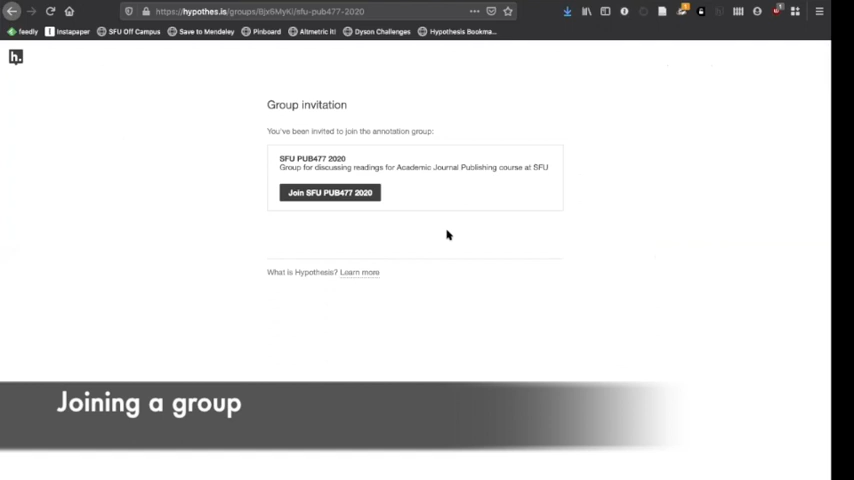 https://hypothes.is/groups/8jx5MyKl/sfu-pub477-2020
feedly Instapaper SFU Off Campus Save to Mendeley Pinboard Altmetric It! Dyson Challenges Hypothesis Bookma...
h.
Group invitation
You've been invited to join the annotation group:
SFU PUB477 2020
Group for discussing readings for Academic Journal Publishing course at SFU
Join SFU PUB477 2020
What is Hypothesis? Learn more
Joining a group